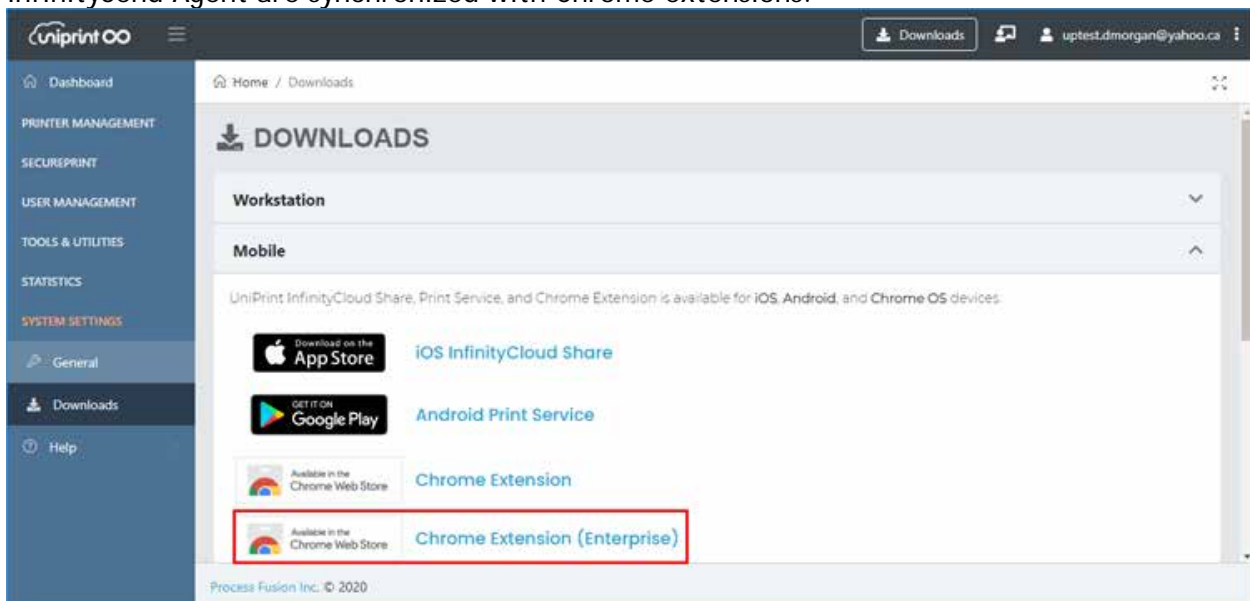 InfinityCloud Agent are synchronized with Chrome extensions.
uniprint
Downloads
uptest.dmorgan@yahoo.ca
Dashboard
Home / Downloads
PRINTER MANAGEMENT
DOWNLOADS
SECUREPRINT
USER MANAGEMENT
Workstation
TOOLS & UTILITIES
Mobile
STATISTICS
UniPrint InfinityCloud Share, Print Service, and Chrome Extension is available for iOS, Android, and Chrome OS devices:
SYSTEM SETTINGS
Download on the
App Store
iOS InfinityCloud Share
General
Downloads
GET IT ON
Google Play
Android Print Service
Help
Available in the
Chrome Web Store
Chrome Extension
Available in the
Chrome Web Store
Chrome Extension (Enterprise)
Process Fusion Inc. © 2020